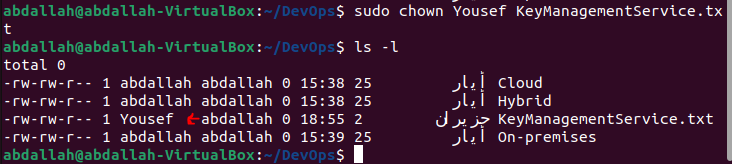 abdallah@abdallah-VirtualBox:~/DevOps$ sudo chown Yousef KeyManagementService.tx
t
abdallah@abdallah-VirtualBox:~/DevOps$ ls -l
total 0
-rw-rw-r-- 1 abdallah abdallah 0 15:38 25 أيار Cloud
-rw-rw-r-- 1 abdallah abdallah 0 15:38 25 أيار Hybrid
-rw-rw-r-- 1 Yousef abdallah 0 18:55 2 حزيران KeyManagementService.txt
-rw-rw-r-- 1 abdallah abdallah 0 15:39 25 أيار On-premises
abdallah@abdallah-VirtualBox:~/DevOps$